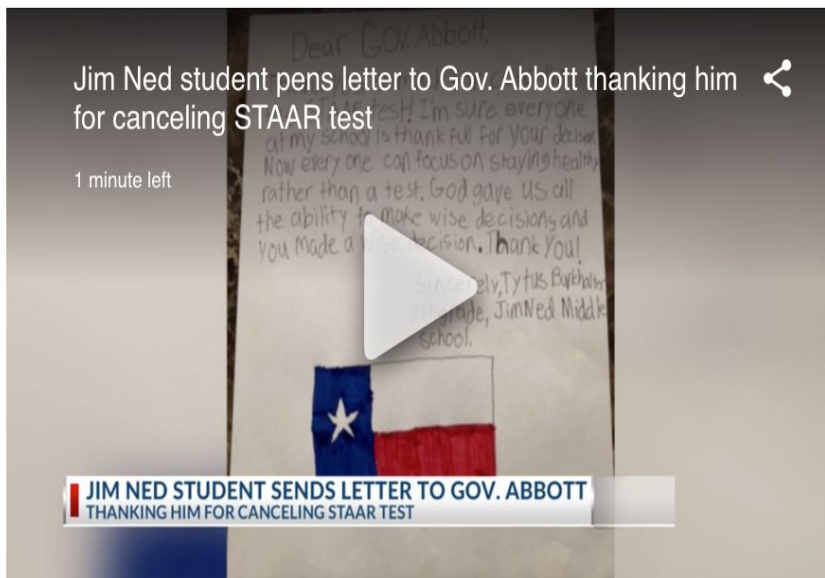 Dear Gov. Abbott,
Jim Ned student pens letter to Gov. Abbott thanking him
for canceling STAAR test
test! I'm sure everyone
at my school is thankful for your decision.
Now every one can focus on staying healthy
1 minute left
rather than a test. God gave us all
the ability to make wise decisions and
you made a wise decision. Thank you!
Sincerely, Tytus Burkhalter
7th grade, Jim Ned Middle
school.
JIM NED STUDENT SENDS LETTER TO GOV. ABBOTT
THANKING HIM FOR CANCELING STAAR TEST